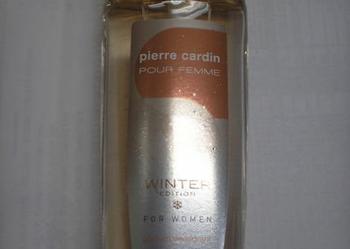 pierre cardin
POUR FEMME
WINTER
EDITION
FOR WOMEN